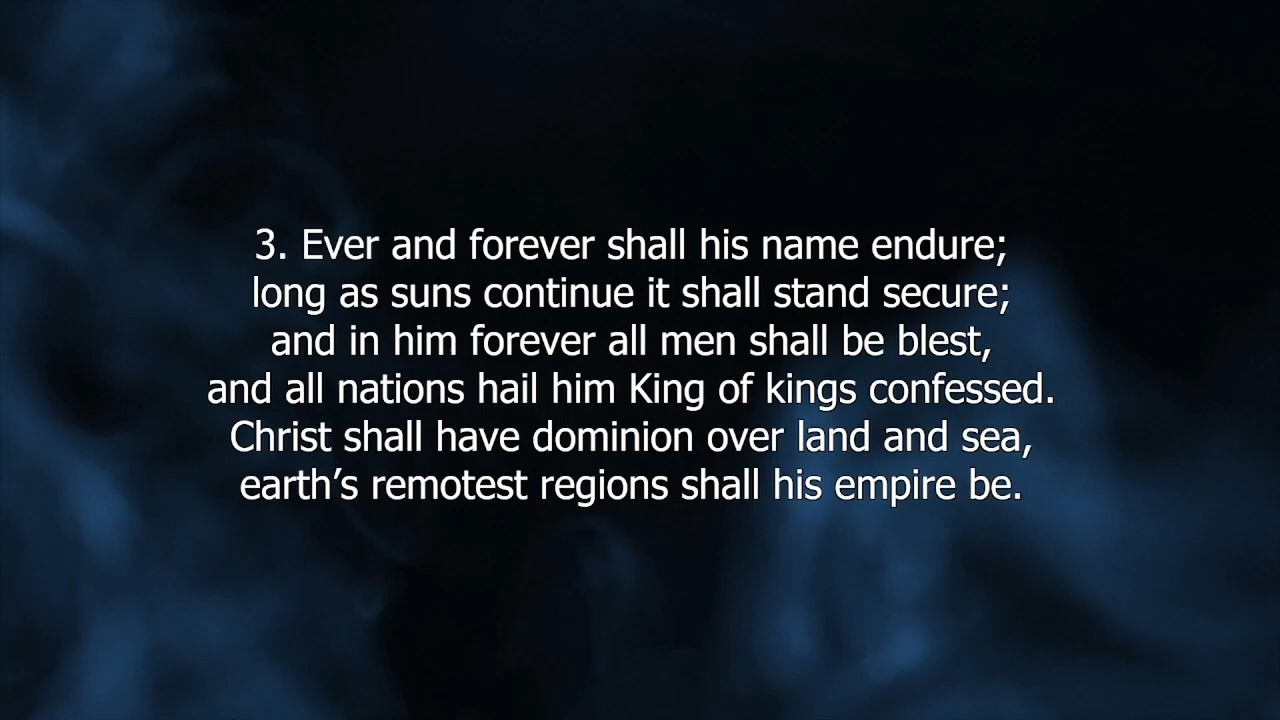 3. Ever and forever shall his name endure;
long as suns continue it shall stand secure;
and in him forever all men shall be blest,
and all nations hail him King of kings confessed.
Christ shall have dominion over land and sea,
earth’s remotest regions shall his empire be.